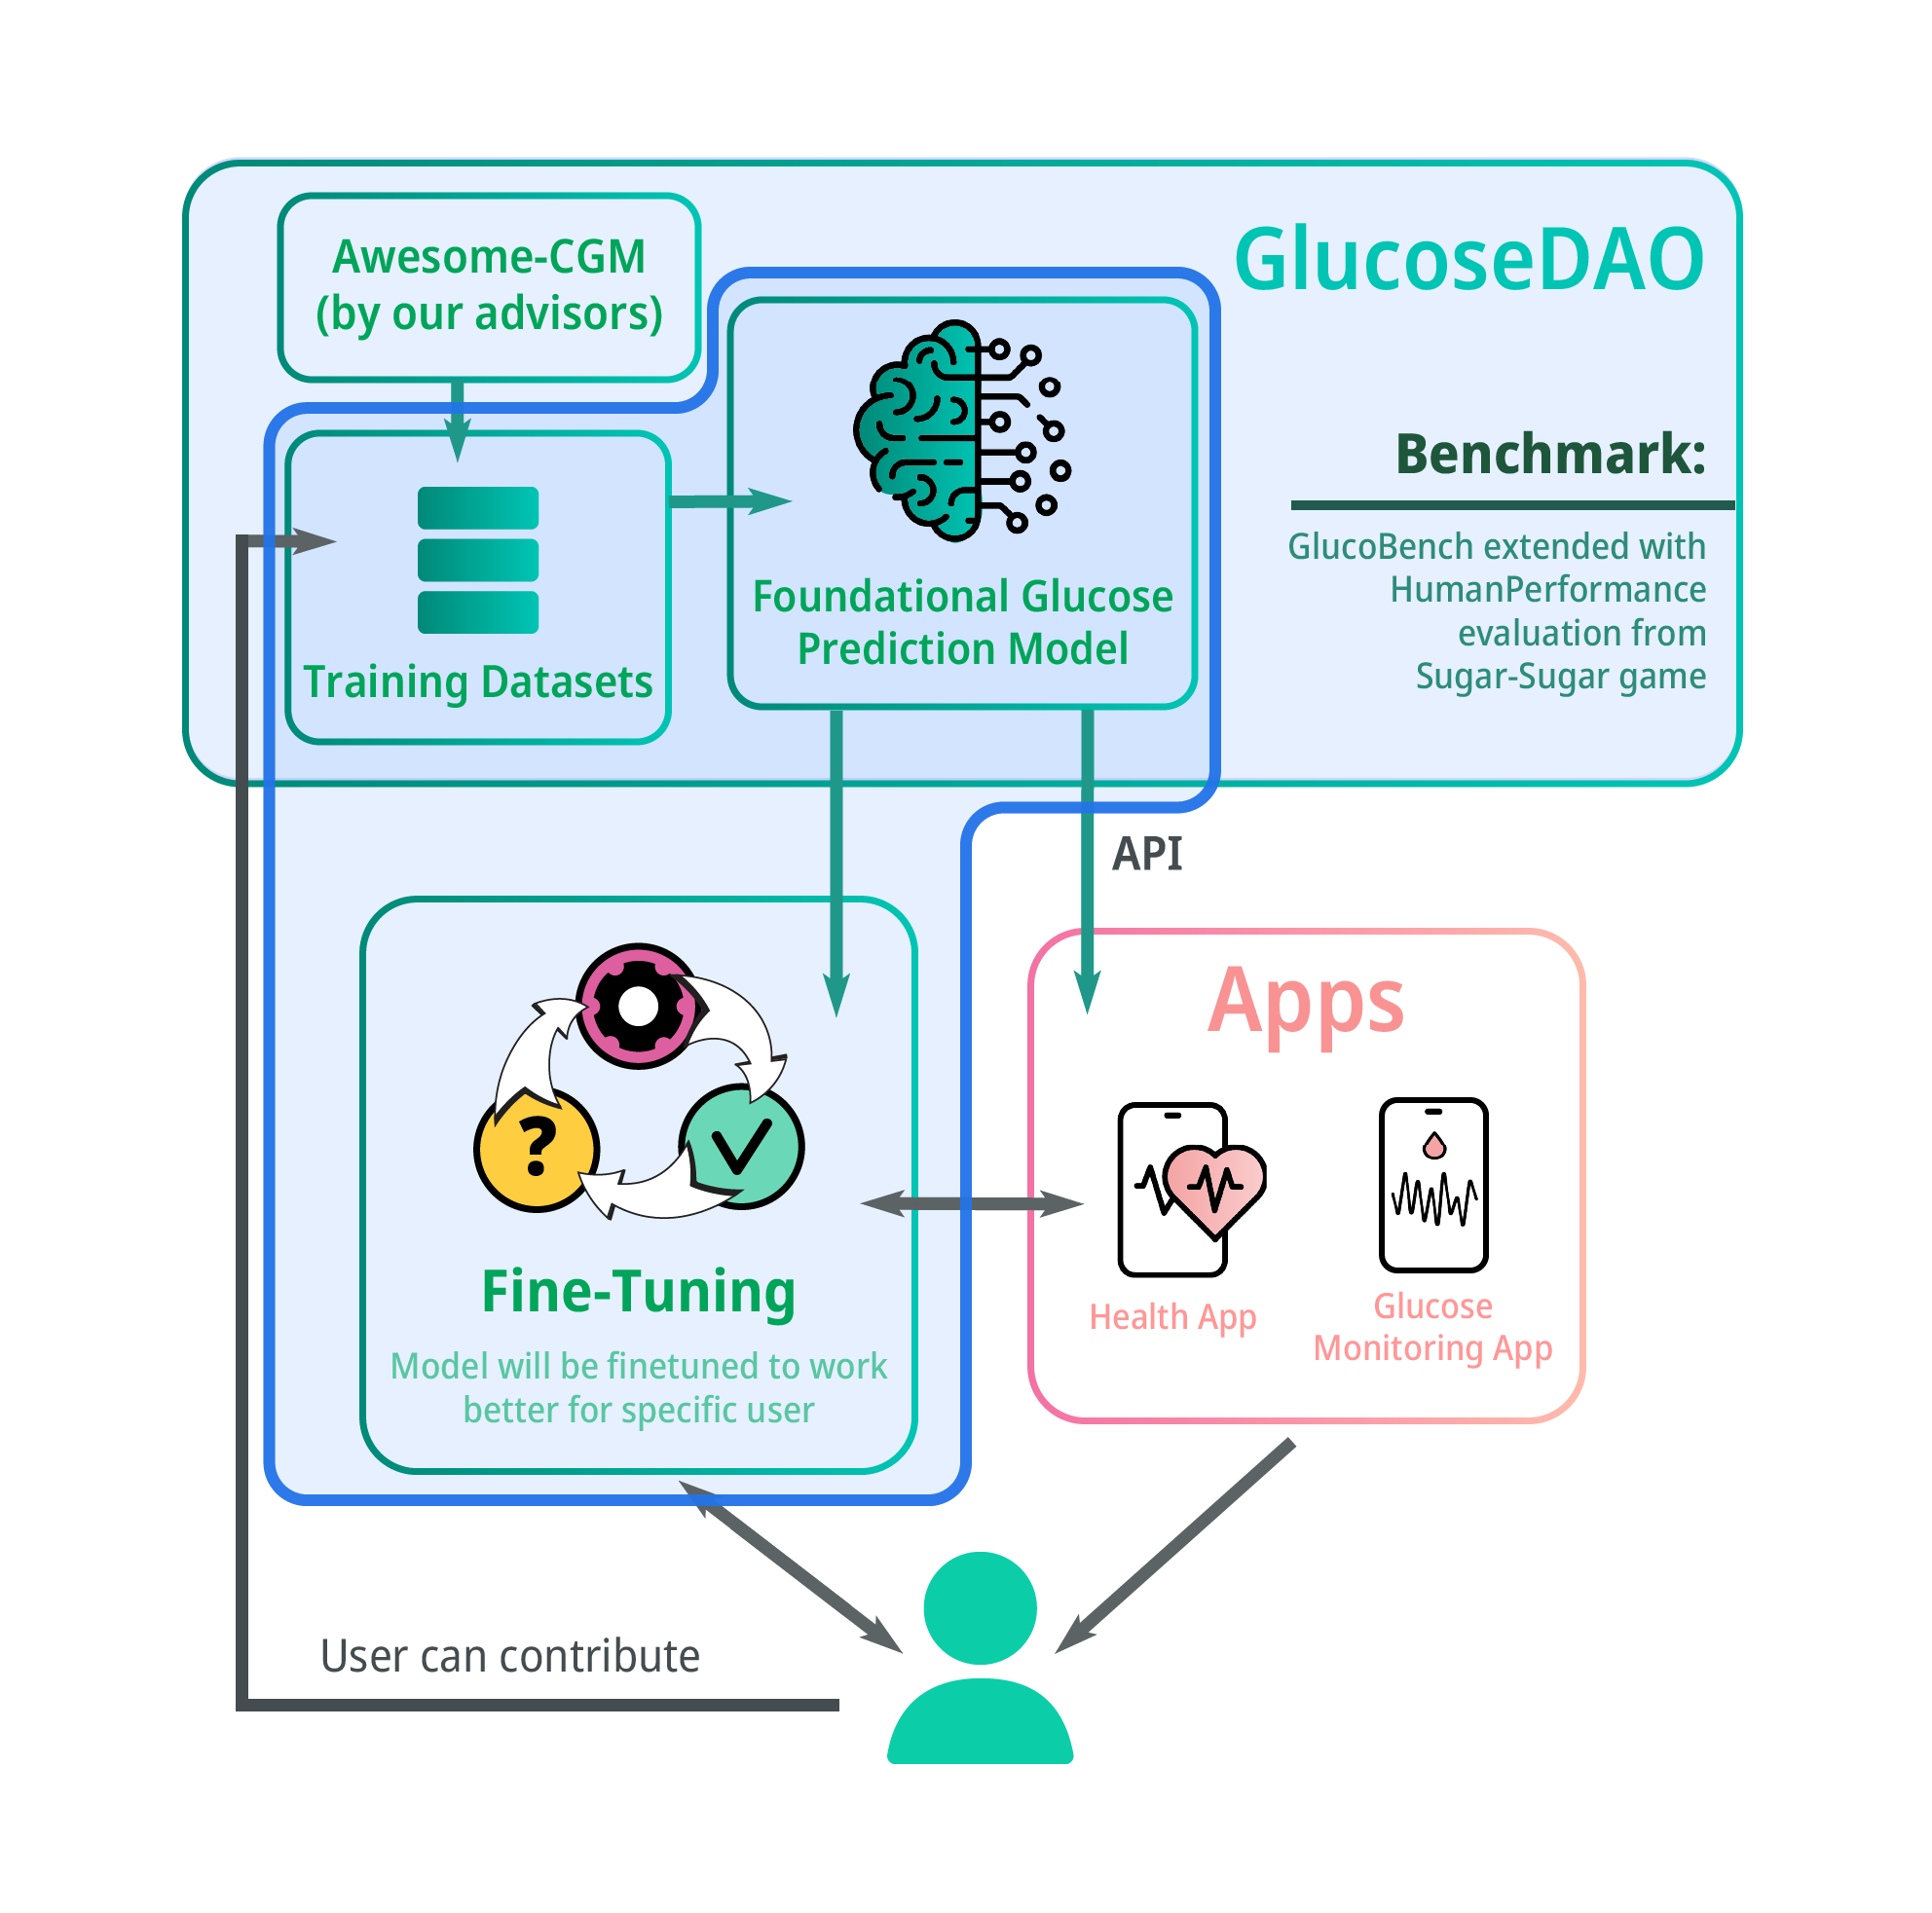 GlucoseDAO
Awesome-CGM
(by our advisors)
Training Datasets
Foundational Glucose
Prediction Model
Benchmark:
GlucoBench extended with
HumanPerformance
evaluation from
Sugar-Sugar game
API
?
Fine-Tuning
Model will be finetuned to work
better for specific user
Apps
Health App
Glucose
Monitoring App
User can contribute